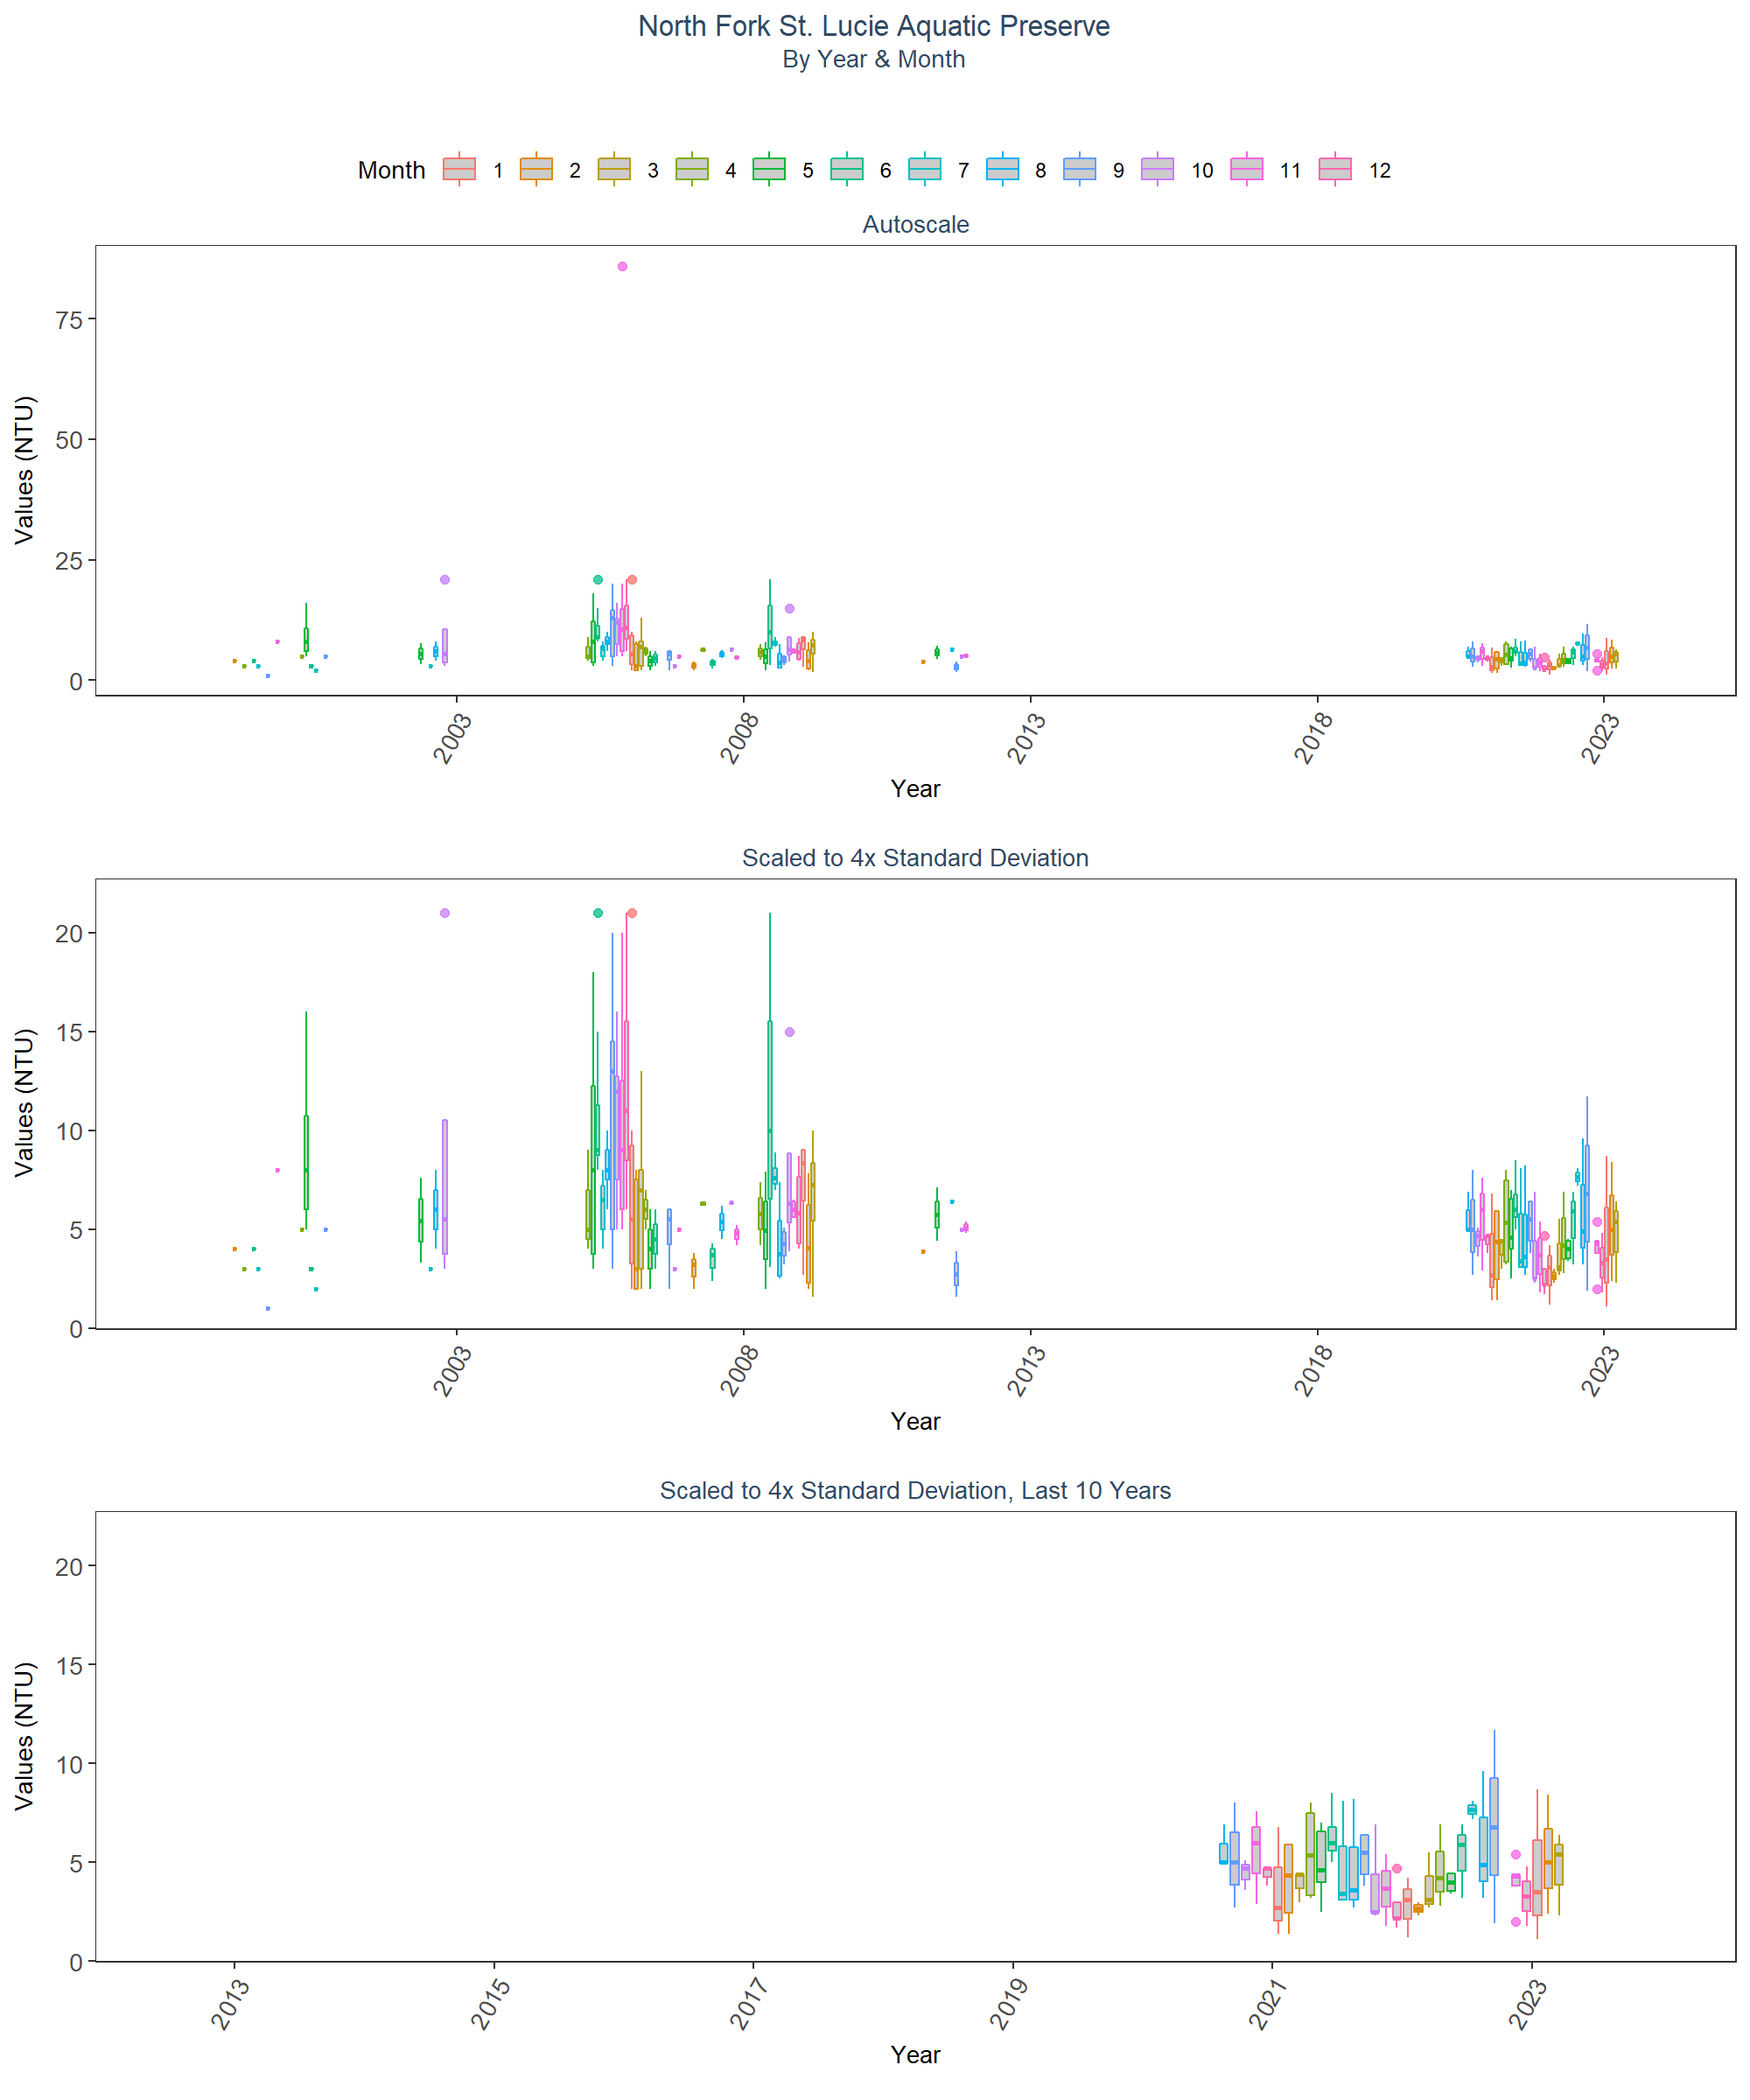 North Fork St. Lucie Aquatic Preserve
By Year & Month
Month 1 2 3 4 5 6 7 8 9 10 11 12
Autoscale
Values (NTU)
75
50
25
0
2003 2008 2013 2018 2023
Year
Scaled to 4x Standard Deviation
Values (NTU)
20
15
10
5
0
2003 2008 2013 2018 2023
Year
Scaled to 4x Standard Deviation, Last 10 Years
Values (NTU)
20
15
10
5
0
2013 2015 2017 2019 2021 2023
Year